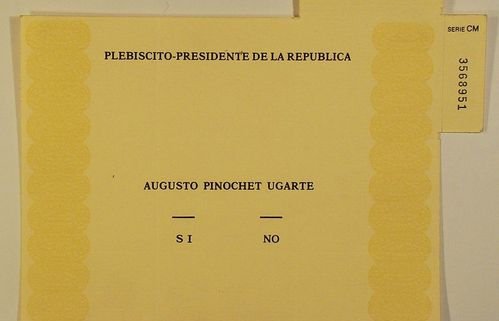 PLEBISCITO-PRESIDENTE DE LA REPUBLICA
SERIE CM
3568951
AUGUSTO PINOCHET UGARTE
SI NO